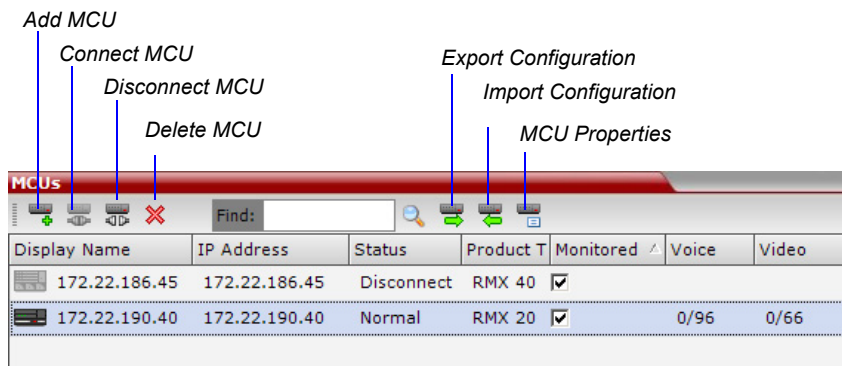 Add MCU
Connect MCU
Export Configuration
Disconnect MCU
Import Configuration
Delete MCU
MCU Properties
MCUs
Find:
Display Name IP Address Status Product T Monitored Voice Video
172.22.186.45 172.22.186.45 Disconnect RMX 40
172.22.190.40 172.22.190.40 Normal RMX 20 0/96 0/66